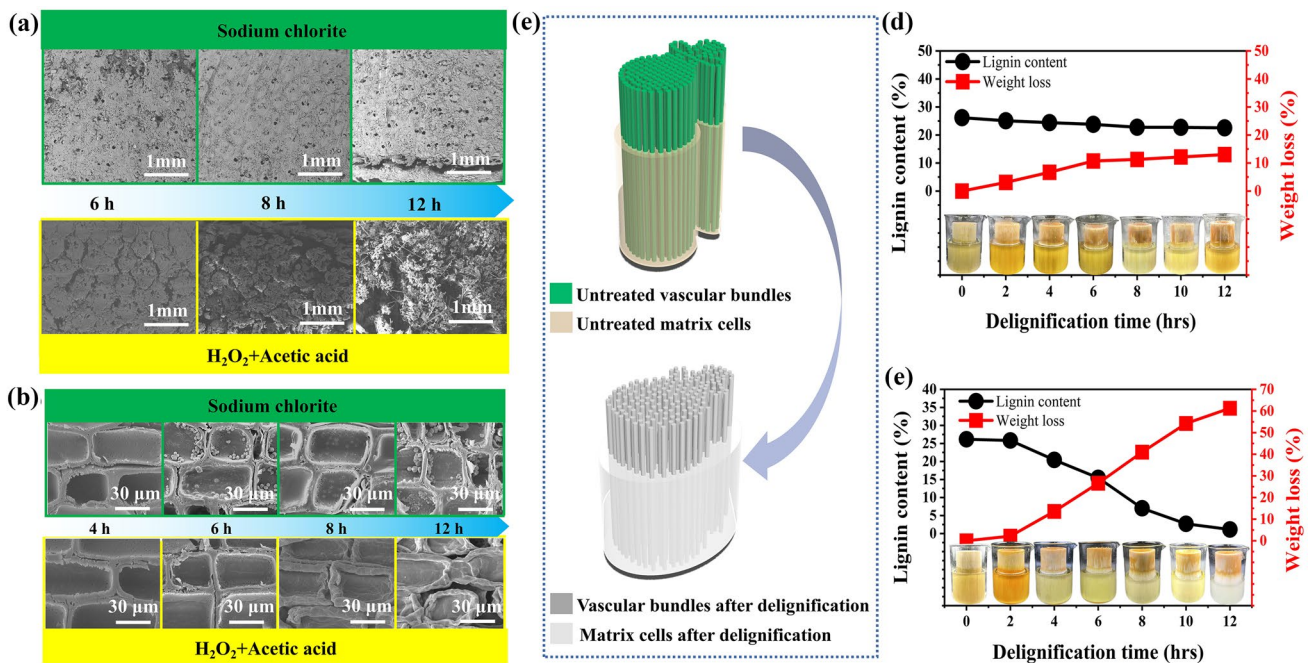 (a)
Sodium chlorite
1mm
1mm
1mm
6 h
8 h
12 h
1mm
1mm
1mm
H₂O₂+Acetic acid
(b)
Sodium chlorite
30 µm
30 µm
30 µm
30 µm
4 h
6 h
8 h
12 h
30 µm
30 µm
30 µm
30 µm
H₂O₂+Acetic acid
(e)
Untreated vascular bundles
Untreated matrix cells
Vascular bundles after delignification
Matrix cells after delignification
(d)
Lignin content (%)
50
40
30
20
10
0
Lignin content
Weight loss
50
40
30
20
10
0
Weight loss (%)
0
2
4
6
8
10
12
Delignification time (hrs)
(e)
Lignin content (%)
40
35
30
25
20
15
10
5
0
Lignin content
Weight loss
70
60
50
40
30
20
10
0
Weight loss (%)
0
2
4
6
8
10
12
Delignification time (hrs)